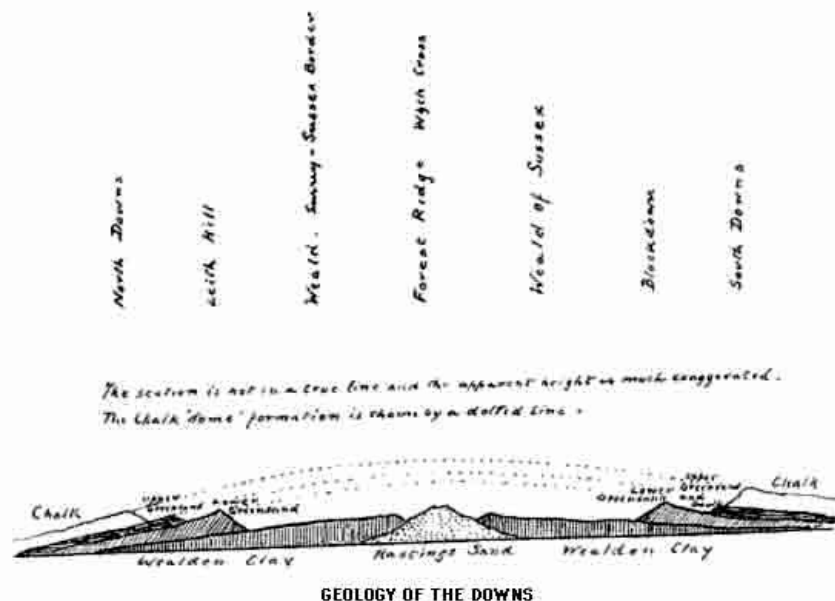 North Downs
Leith Hill
Weald. Surrey-Sussex Border
Forest Ridge Wych Cross
Weald of Sussex
Blackdown
South Downs
The section is not in a true line and the apparent height is much exaggerated.
The Chalk 'dome' formation is shown by a dotted line.
Chalk
Upper Greensand
Lower Greensand
Lower Greensand
Upper Greensand and
Chalk
Wealden Clay
Hastings Sand
Wealden Clay
GEOLOGY OF THE DOWNS